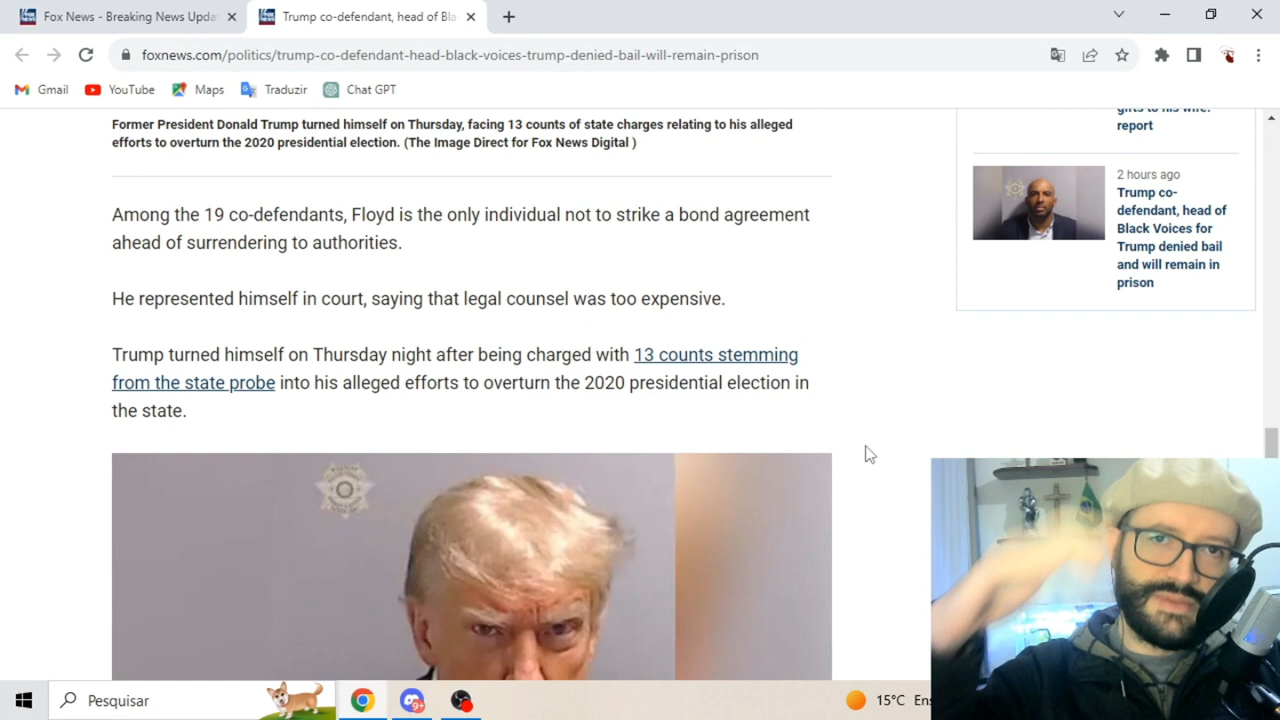 Fox News - Breaking News Upda
Trump co-defendant, head of Bla
foxnews.com/politics/trump-co-defendant-head-black-voices-trump-denied-bail-will-remain-prison
Gmail
YouTube
Maps
Traduzir
Chat GPT
Former President Donald Trump turned himself on Thursday, facing 13 counts of state charges relating to his alleged
efforts to overturn the 2020 presidential election. (The Image Direct for Fox News Digital )
Among the 19 co-defendants, Floyd is the only individual not to strike a bond agreement
ahead of surrendering to authorities.
He represented himself in court, saying that legal counsel was too expensive.
Trump turned himself on Thursday night after being charged with 13 counts stemming
from the state probe into his alleged efforts to overturn the 2020 presidential election in
the state.
gifts to his wife:
report
2 hours ago
Trump co-
defendant, head of
Black Voices for
Trump denied bail
and will remain in
prison
Pesquisar
9+
15°C Ens